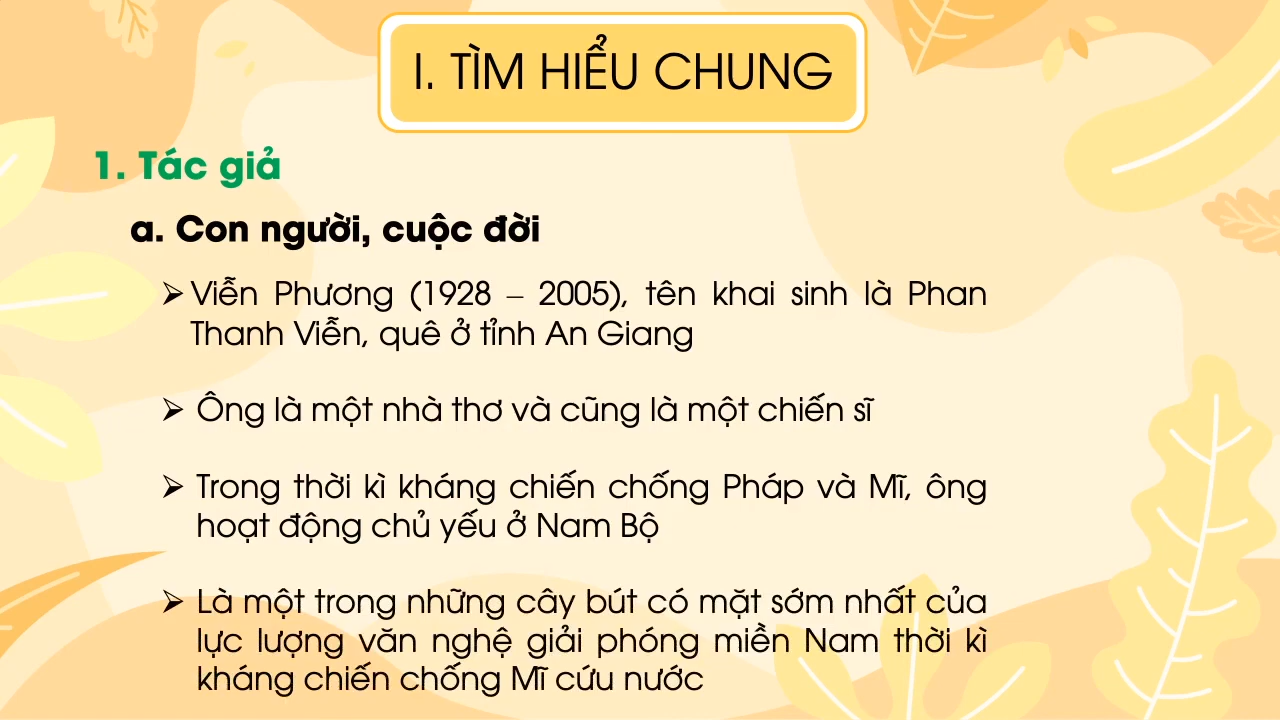 I. TÌM HIỂU CHUNG
1. Tác giả
a. Con người, cuộc đời
➢ Viễn Phương (1928 – 2005), tên khai sinh là Phan
Thanh Viễn, quê ở tỉnh An Giang
➢ Ông là một nhà thơ và cũng là một chiến sĩ
➢ Trong thời kì kháng chiến chống Pháp và Mĩ, ông
hoạt động chủ yếu ở Nam Bộ
➢ Là một trong những cây bút có mặt sớm nhất của
lực lượng văn nghệ giải phóng miền Nam thời kì
kháng chiến chống Mĩ cứu nước